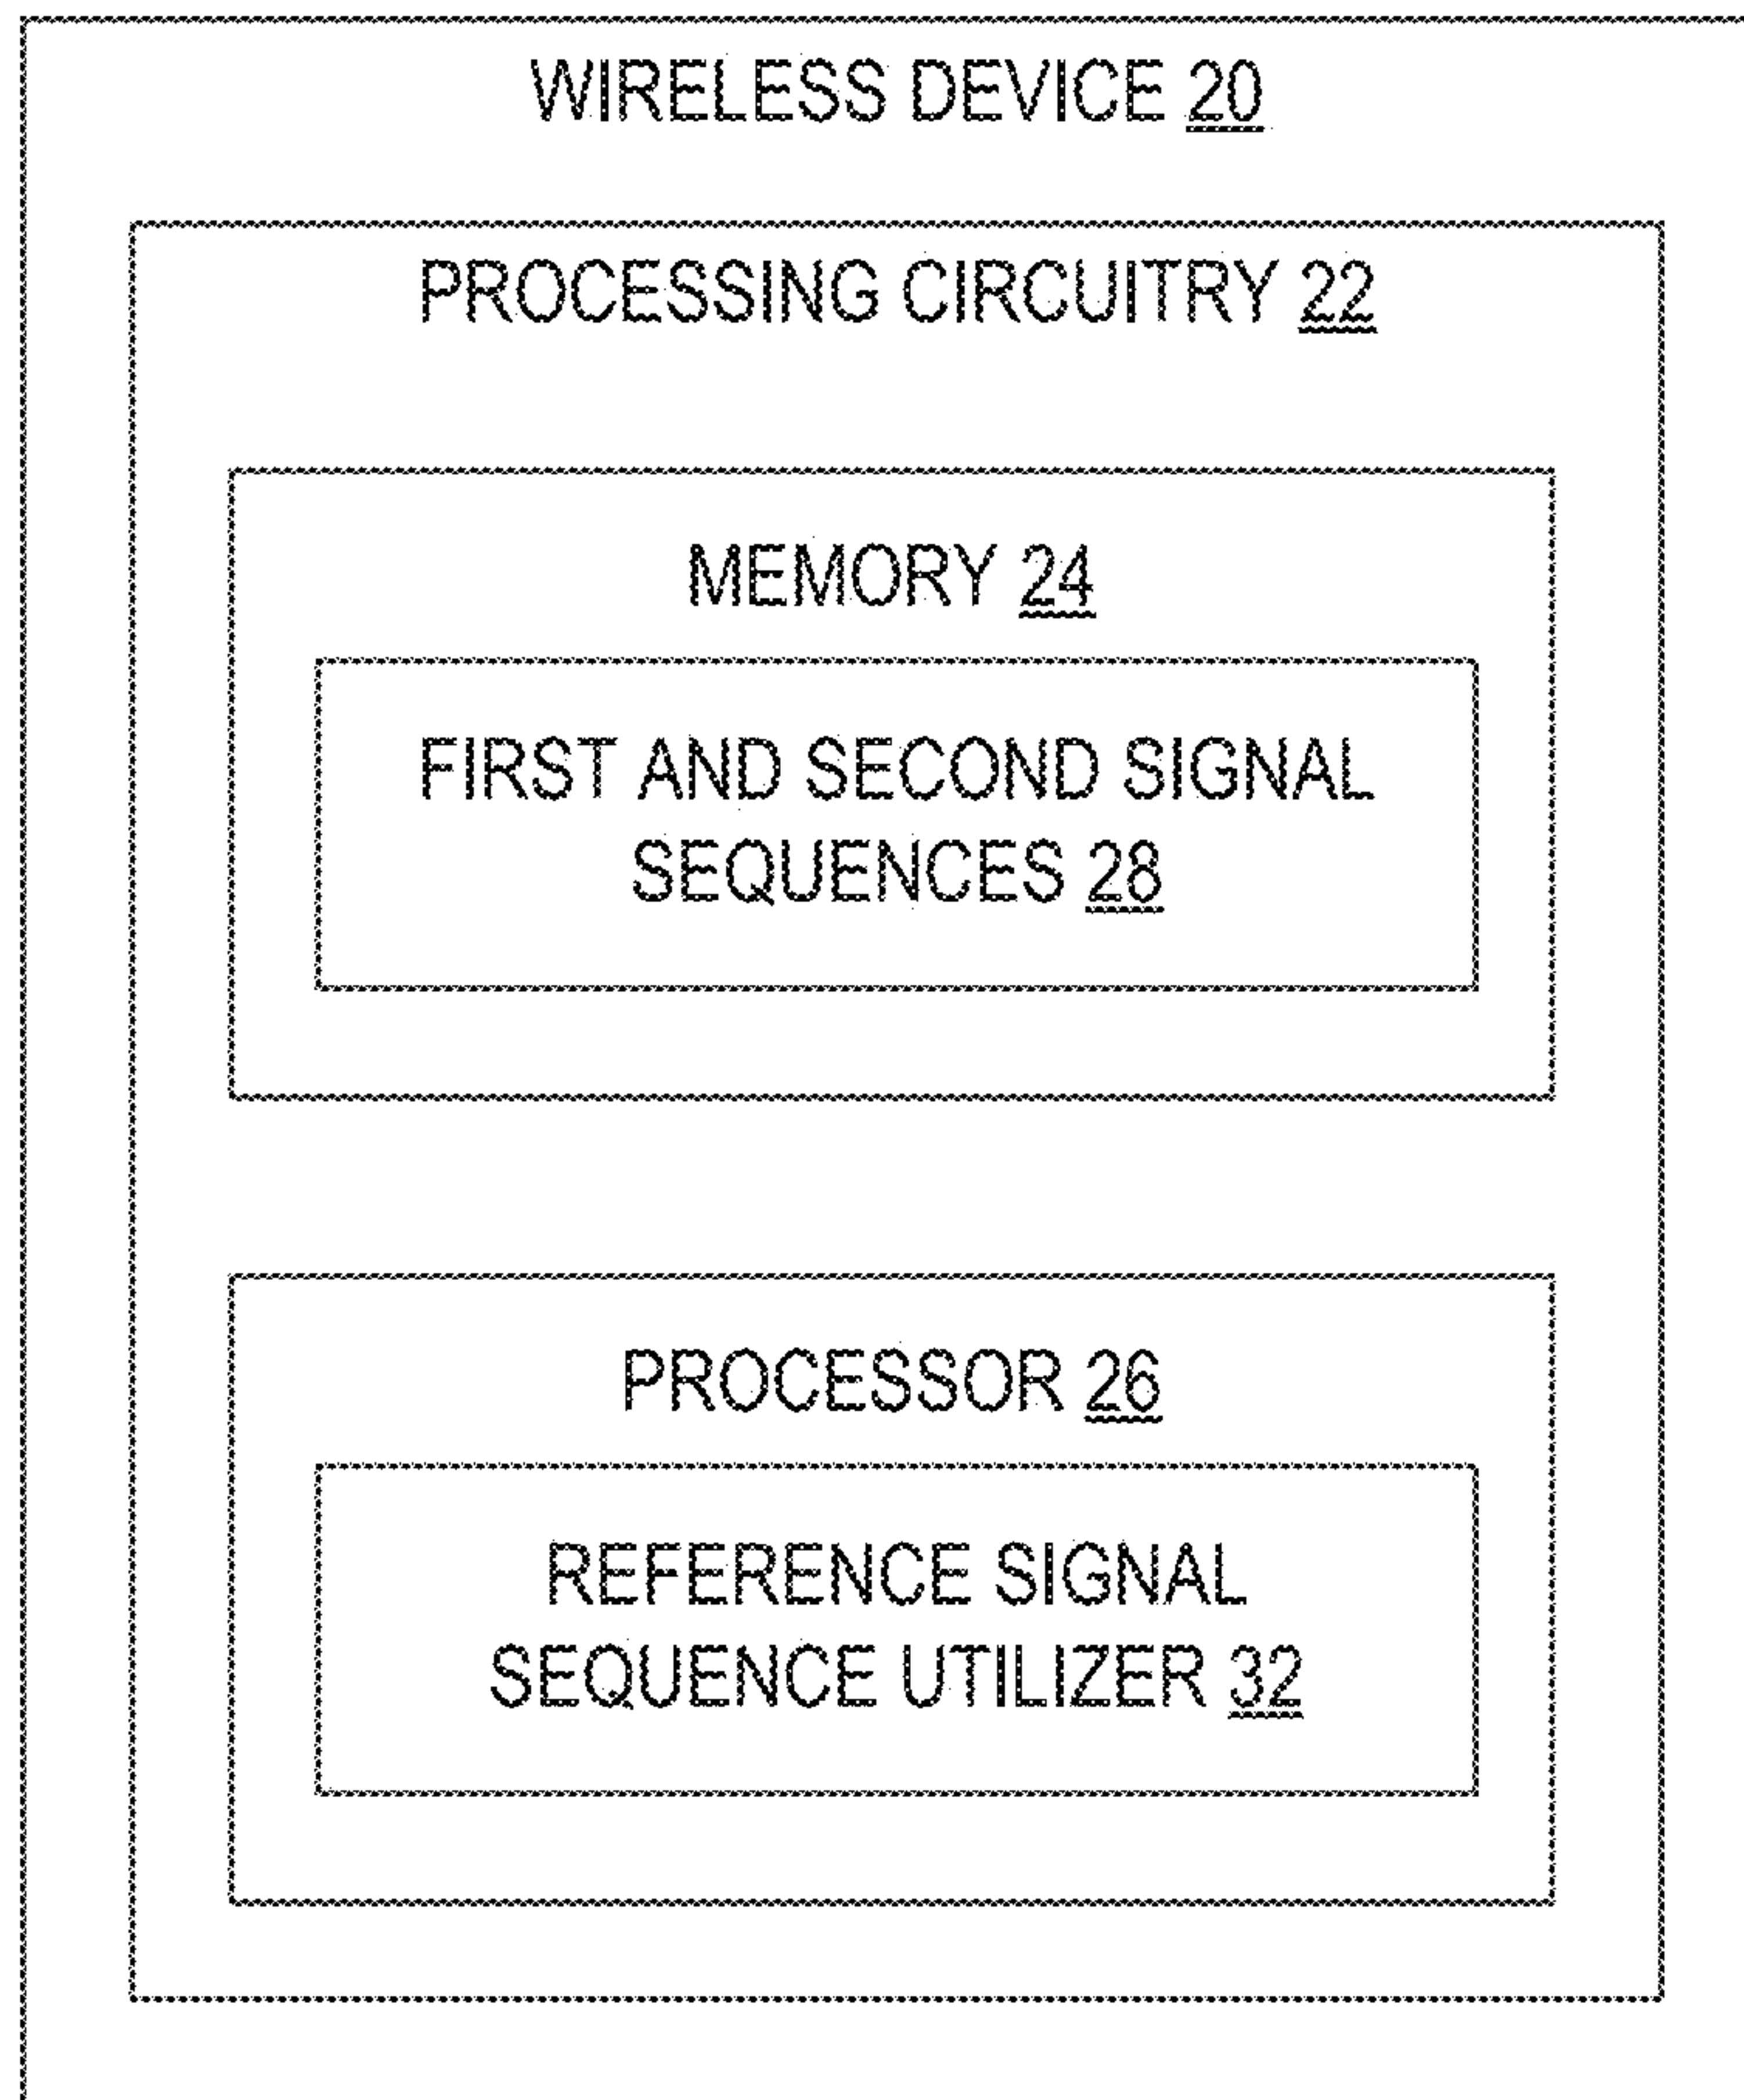 WIRELESS DEVICE 20
PROCESSING CIRCUITRY 22
MEMORY 24
FIRST AND SECOND SIGNAL
SEQUENCES 28
PROCESSOR 26
REFERENCE SIGNAL
SEQUENCE UTILIZER 32